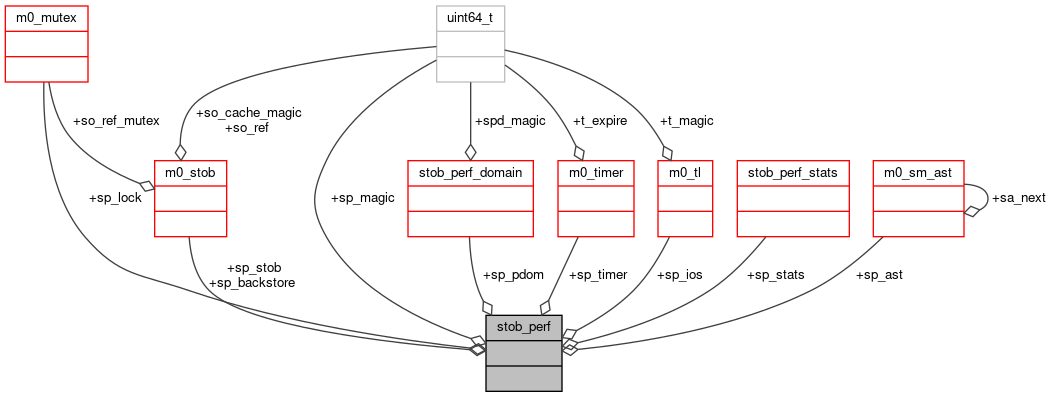 m0_mutex
uint64_t
+so_cache_magic
+so_ref
+so_ref_mutex
+spd_magic
+t_expire
+t_magic
m0_stob
stob_perf_domain
m0_timer
m0_tl
stob_perf_stats
m0_sm_ast
+sp_lock
+sp_magic
+sa_next
+sp_stob
+sp_backstore
+sp_pdom
+sp_timer
+sp_ios
+sp_stats
+sp_ast
stob_perf